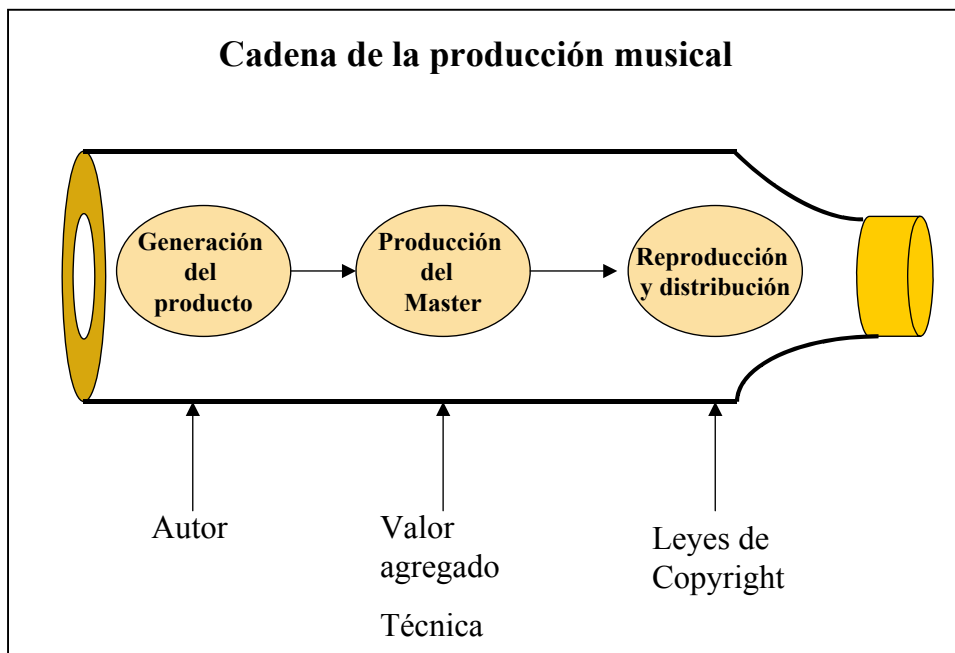 Cadena de la producción musical
Generación
del
producto
Producción
del
Master
Reproducción
y distribución
Autor
Valor
agregado
Técnica
Leyes de
Copyright